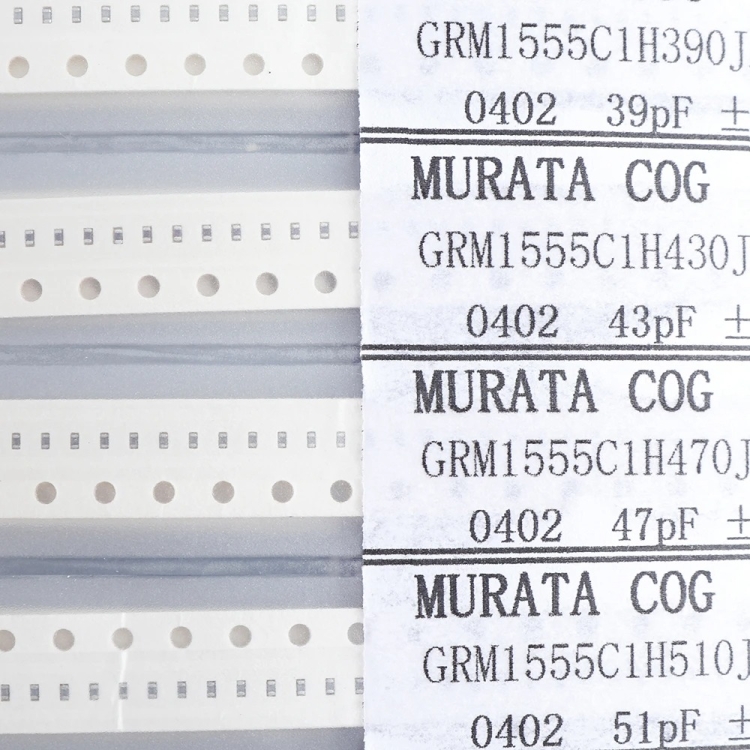 GRM1555C1H390J
0402 39pF ±
MURATA COG
GRM1555C1H430J
0402 43pF ±
MURATA COG
GRM1555C1H470J
0402 47pF ±
MURATA COG
GRM1555C1H510J
0402 51pF ±